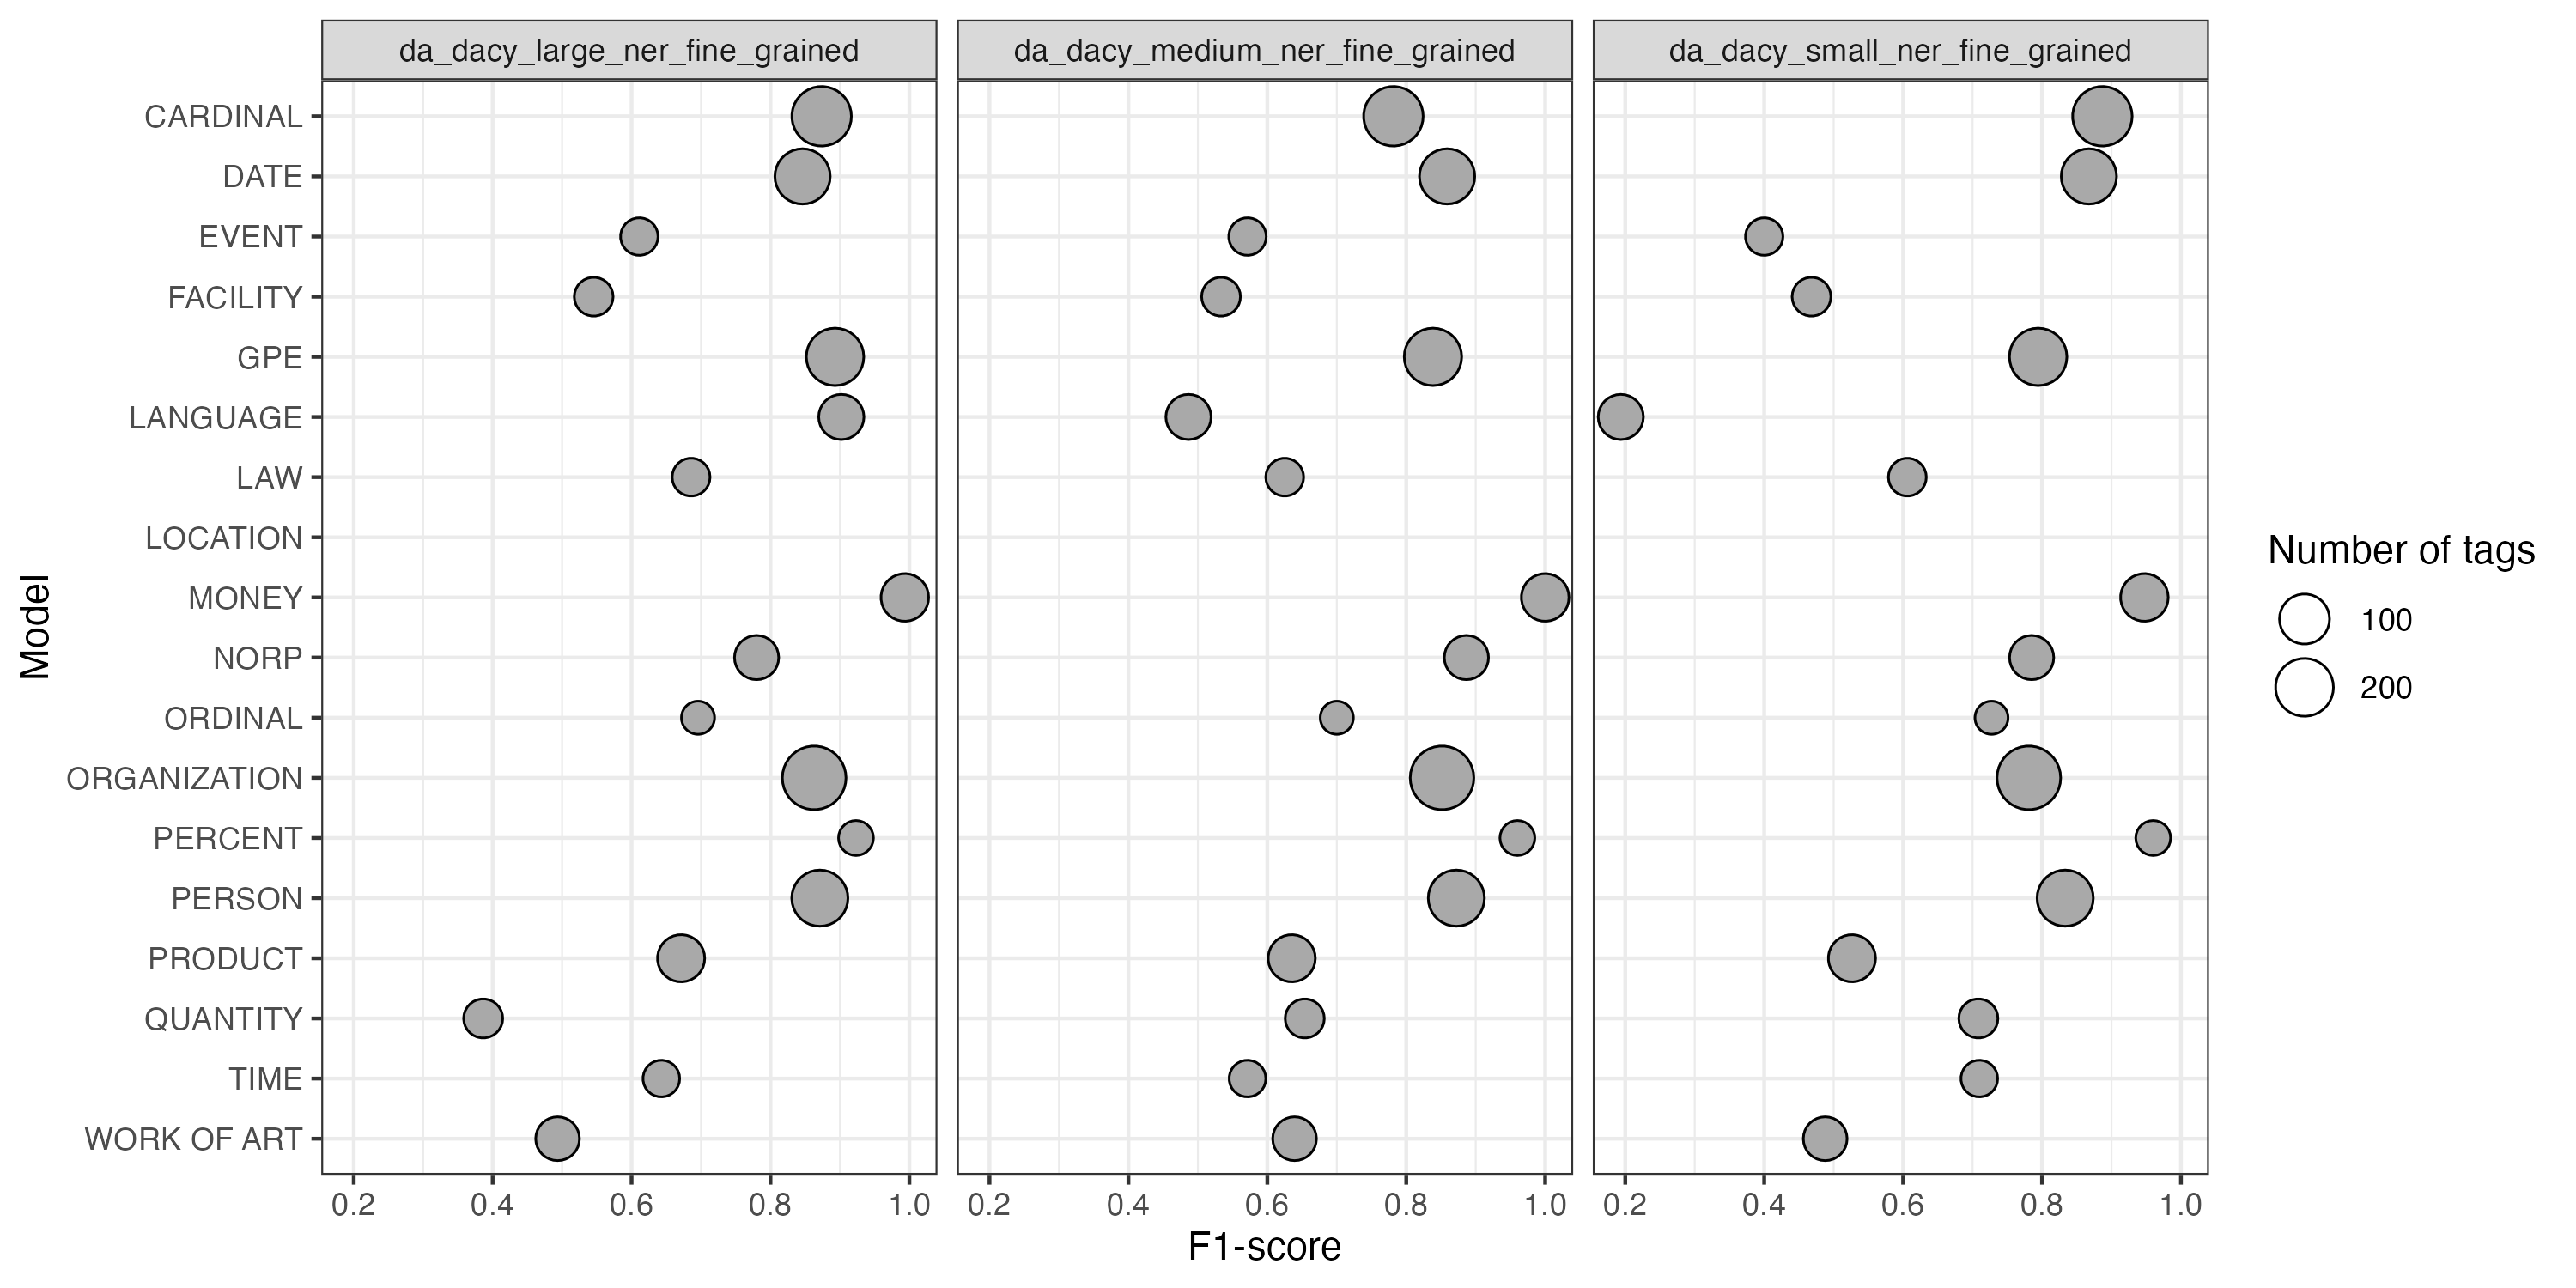 da_dacy_large_ner_fine_grained
da_dacy_medium_ner_fine_grained
da_dacy_small_ner_fine_grained
Model
CARDINAL
DATE
EVENT
FACILITY
GPE
LANGUAGE
LAW
LOCATION
MONEY
NORP
ORDINAL
ORGANIZATION
PERCENT
PERSON
PRODUCT
QUANTITY
TIME
WORK OF ART
0.2 0.4 0.6 0.8 1.0
0.2 0.4 0.6 0.8 1.0
0.2 0.4 0.6 0.8 1.0
F1-score
Number of tags
100
200